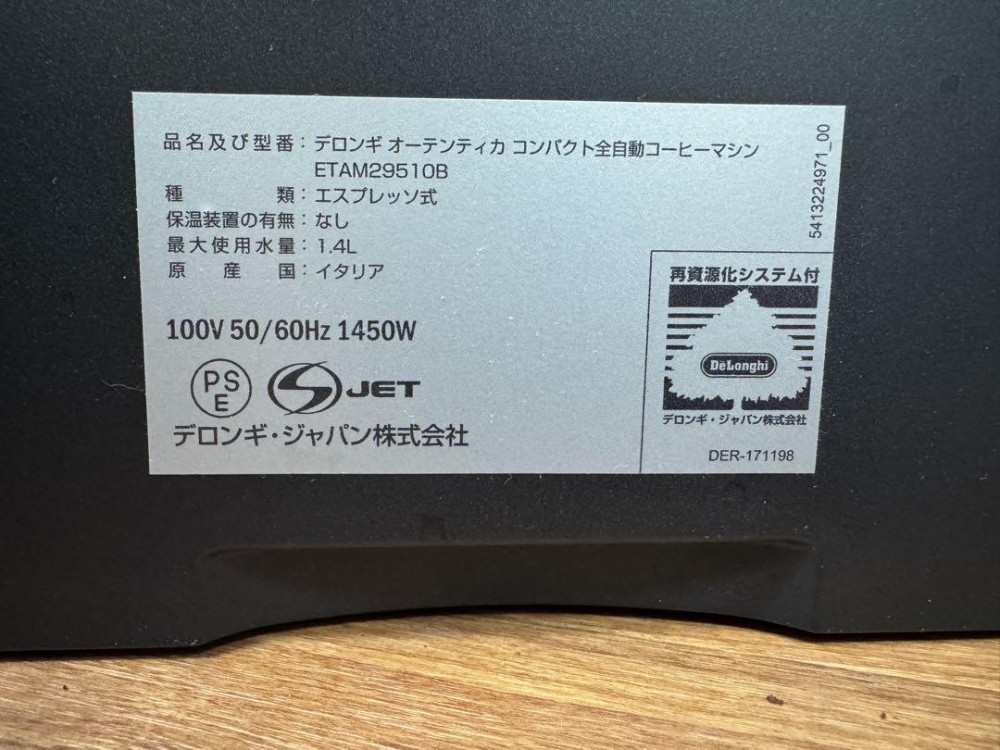 品名及び型番：デロンギ オーテンティカ コンパクト全自動コーヒーマシン
ETAM29510B
種類：エスプレッソ式
保温装置の有無：なし
最大使用水量：1.4L
原産国：イタリア
100V 50/60Hz 1450W
PSE
JET
デロンギ・ジャパン株式会社
5413224971_00
再資源化システム付
DeLonghi
デロンギ・ジャパン株式会社
DER-171198